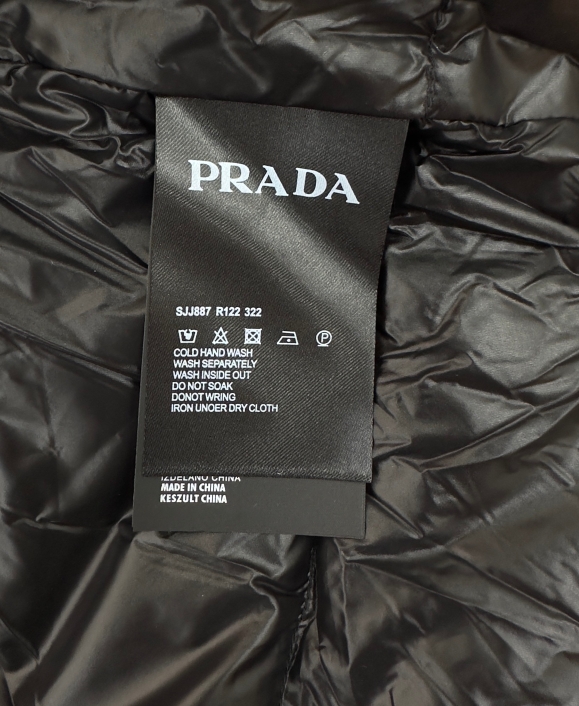 PRADA
SJJ887 R122 322
COLD HAND WASH
WASH SEPARATELY
WASH INSIDE OUT
DO NOT SOAK
DONOT WRING
IRON UNOER DRY CLOTH
IZDELANO CHINA
MADE IN CHINA
KESZULT CHINA